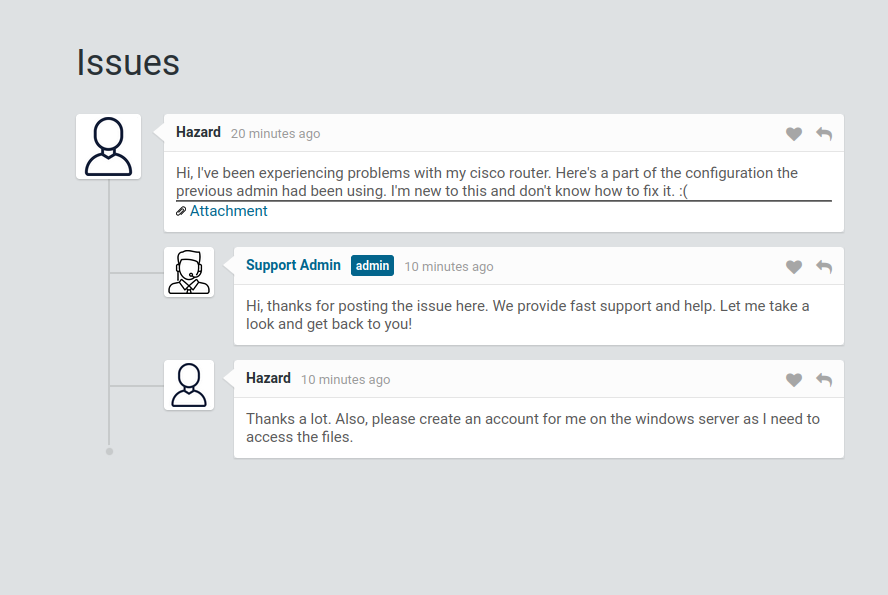 Issues
Hazard 20 minutes ago
Hi, I've been experiencing problems with my cisco router. Here's a part of the configuration the
previous admin had been using. I'm new to this and don't know how to fix it. :(
Attachment
Support Admin admin 10 minutes ago
Hi, thanks for posting the issue here. We provide fast support and help. Let me take a
look and get back to you!
Hazard 10 minutes ago
Thanks a lot. Also, please create an account for me on the windows server as I need to
access the files.